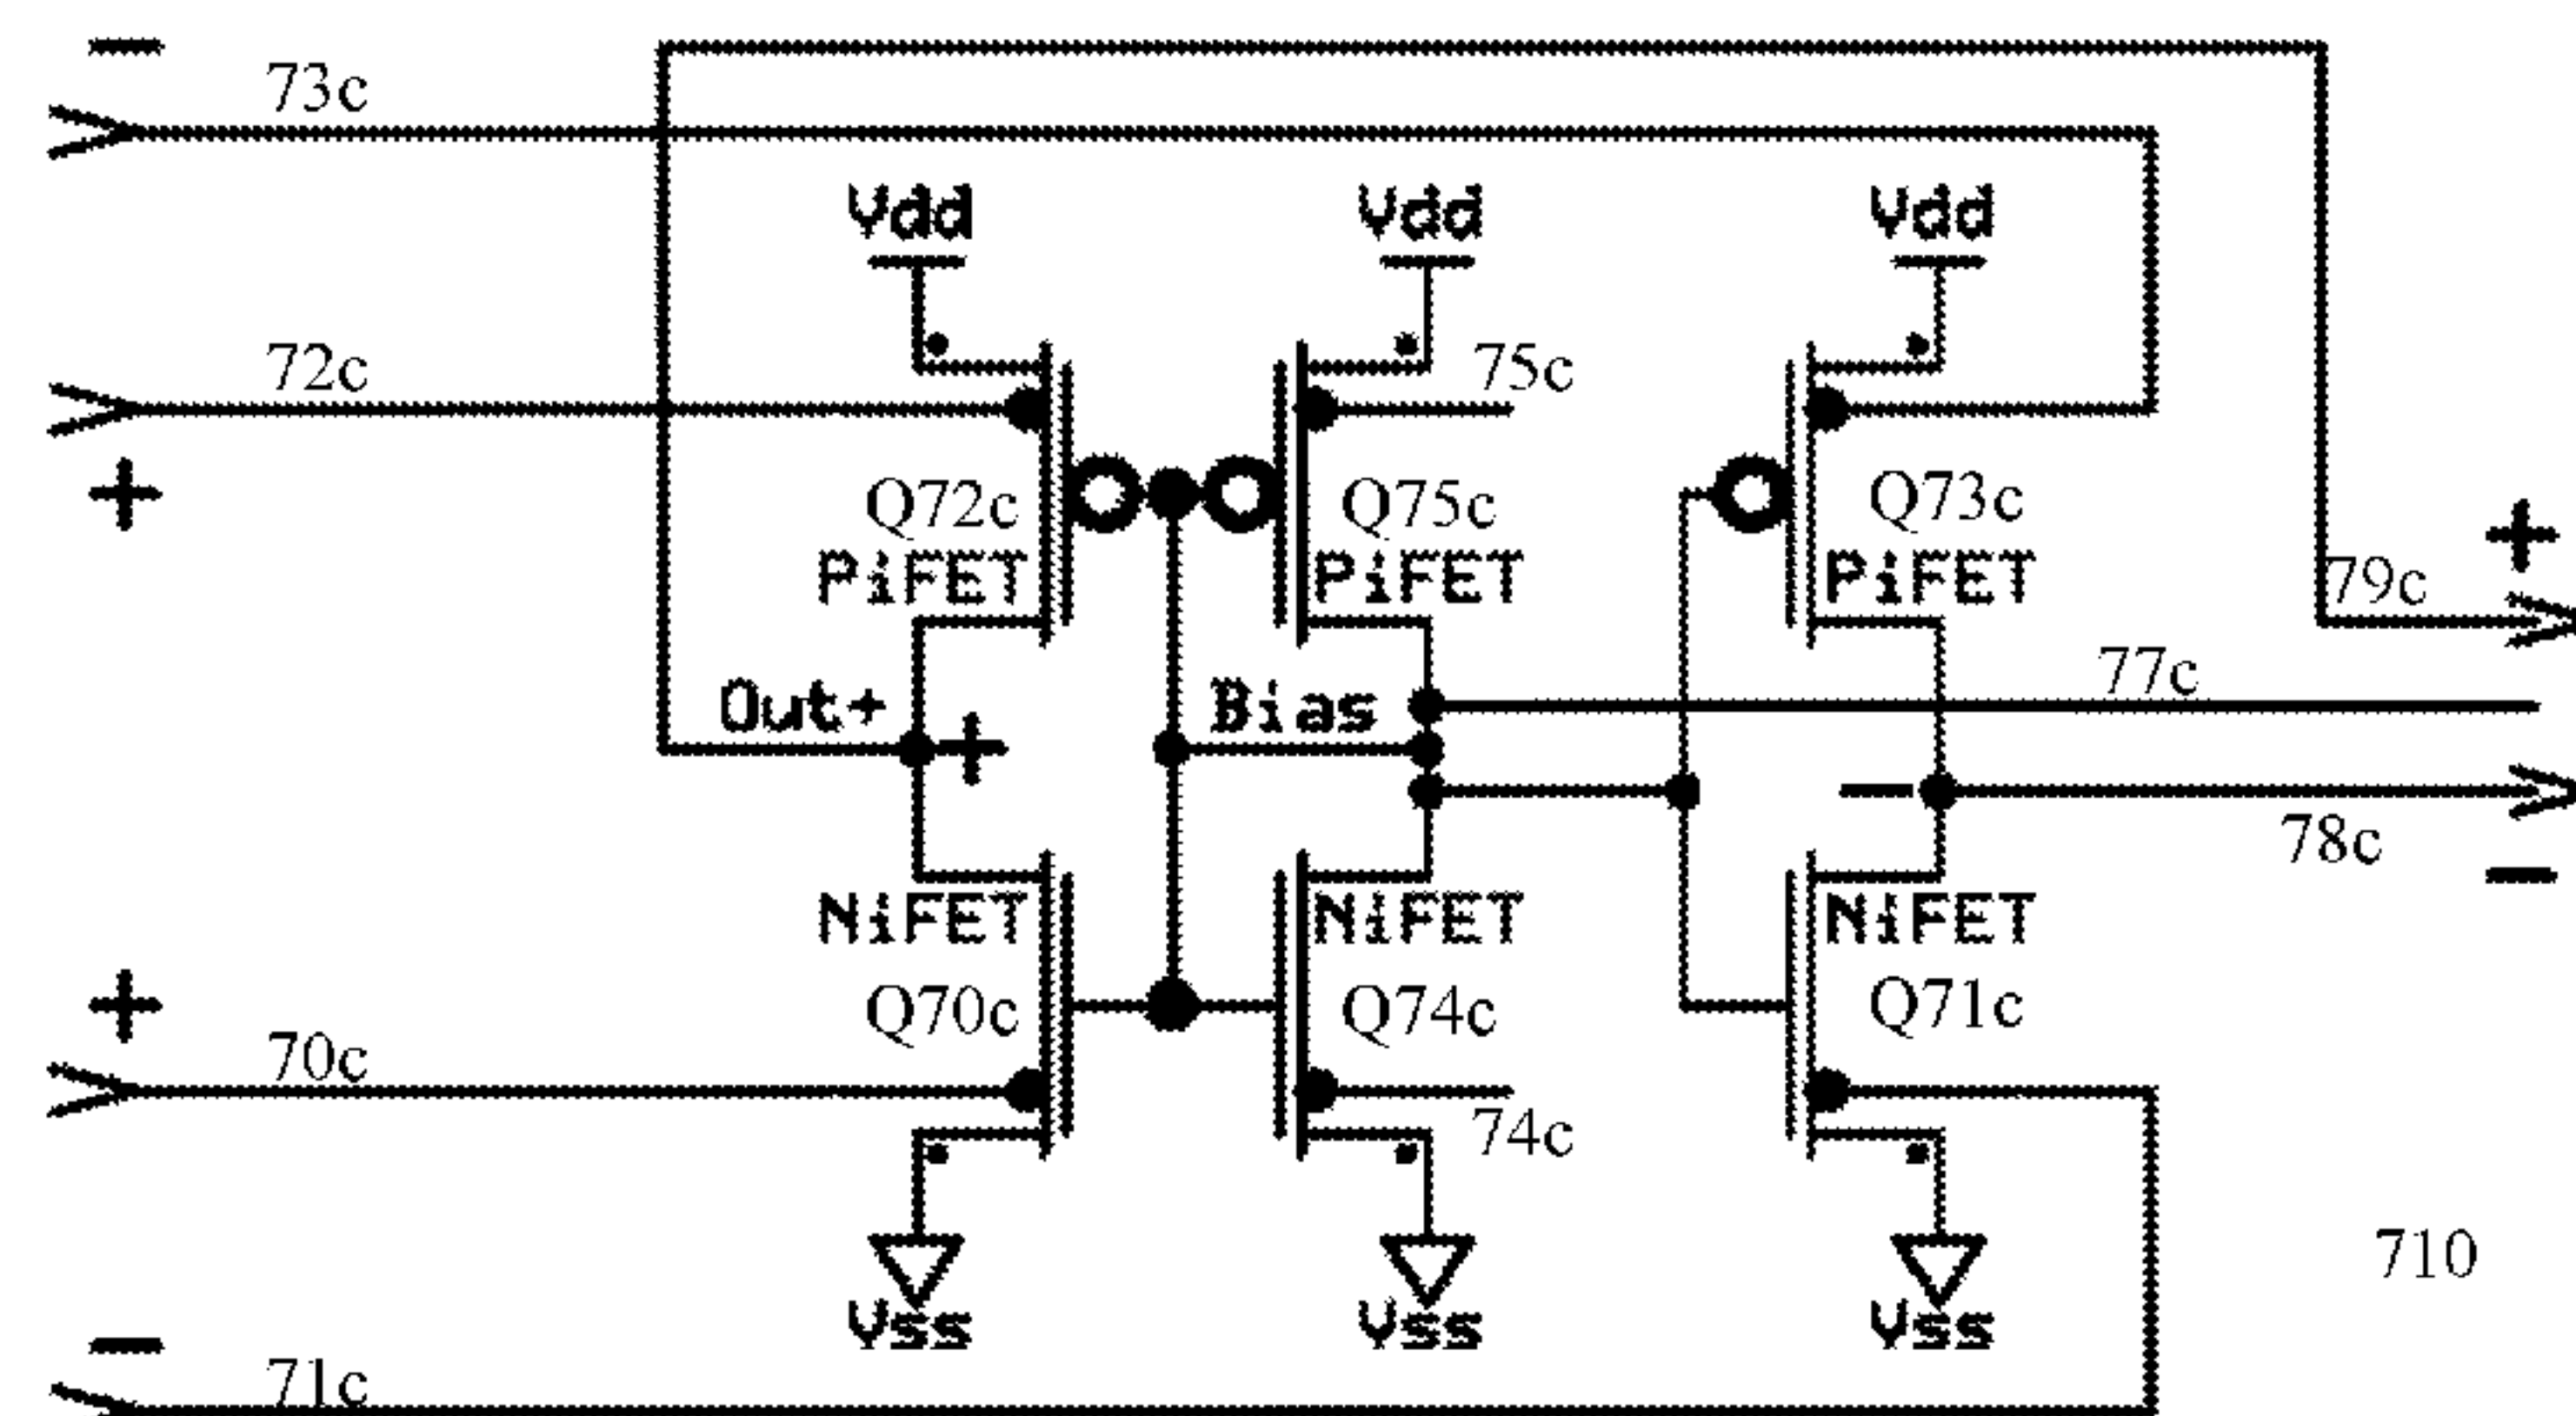 −
73c
Vdd Vdd Vdd
72c 75c
+
Q72c Q75c Q73c
+
PiFET PiFET PiFET
79c
77c
Out+ Bias
+
−
78c
−
NiFET NiFET NiFET
+
Q70c Q74c Q71c
70c
74c
710
Vss Vss Vss
−
71c